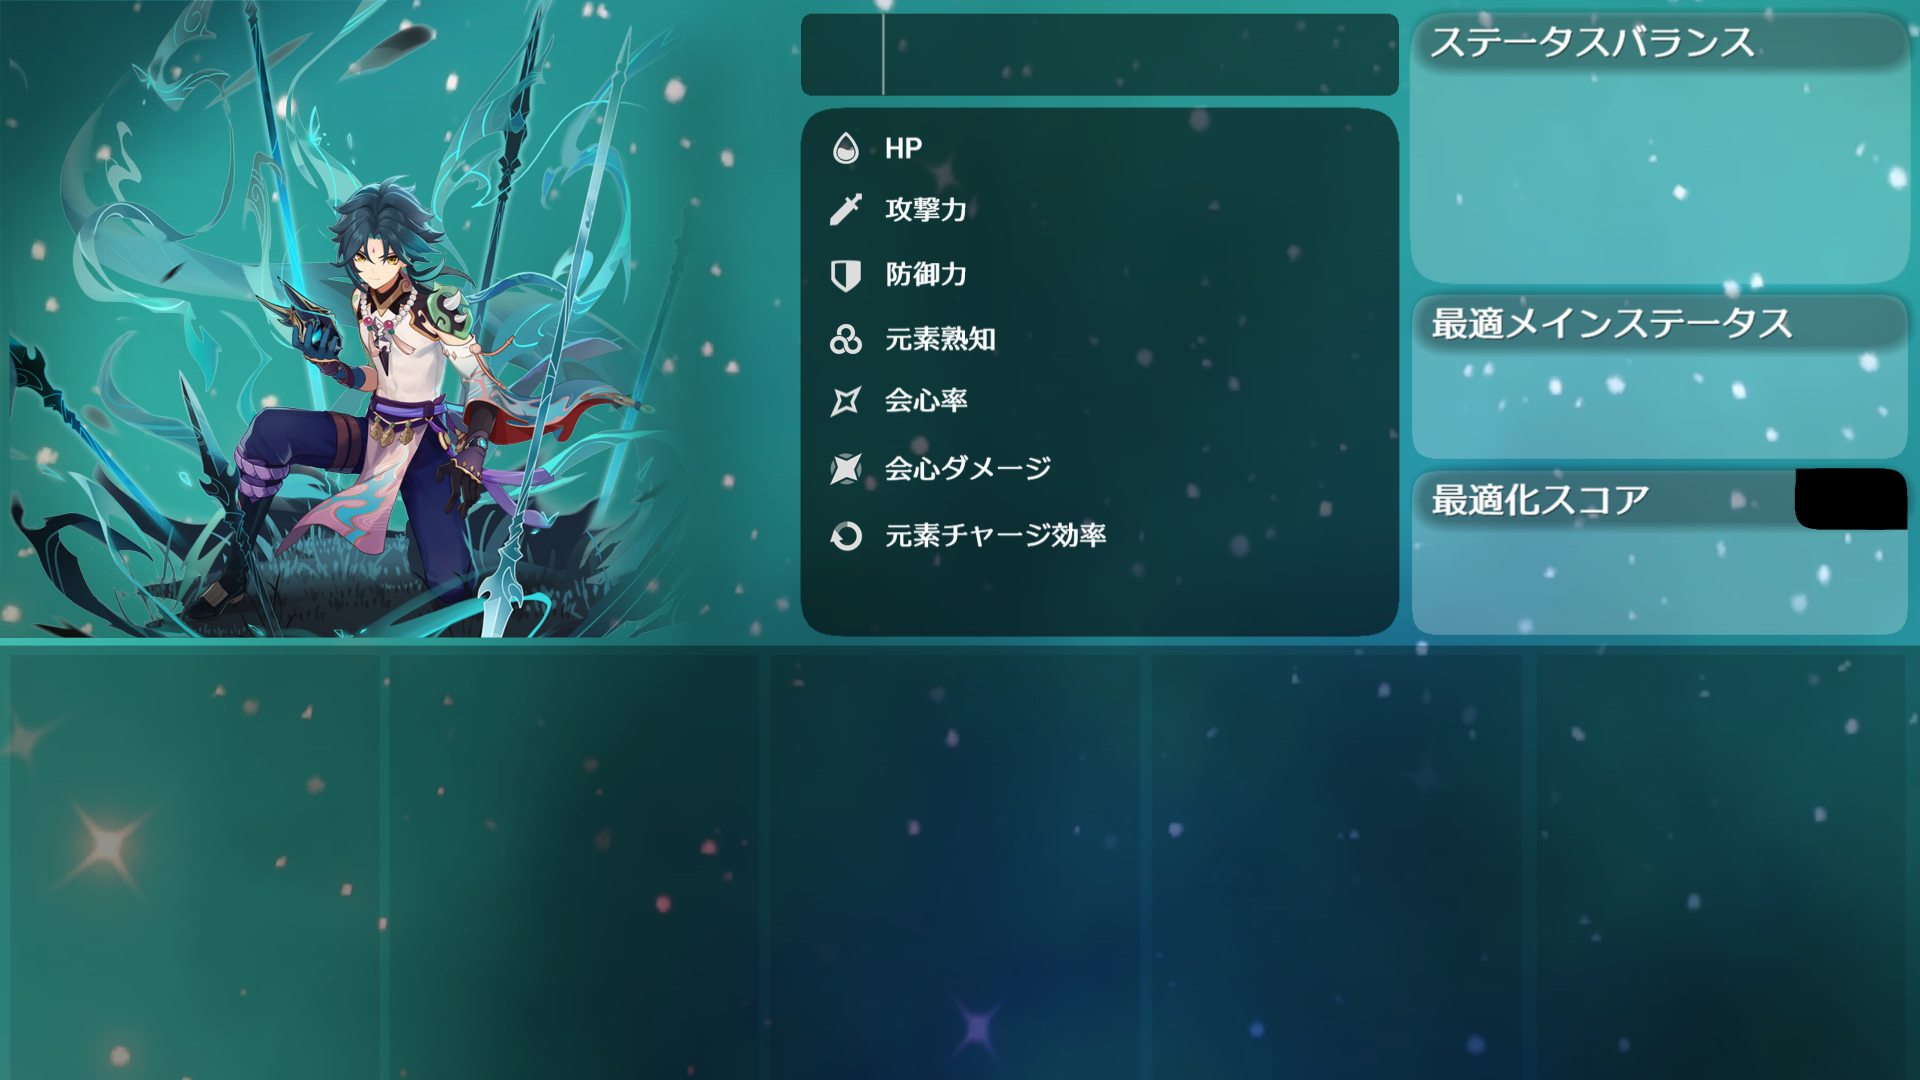 HP
攻撃力
防御力
元素熟知
会心率
会心ダメージ
元素チャージ効率
ステータスバランス
最適メインステータス
最適化スコア